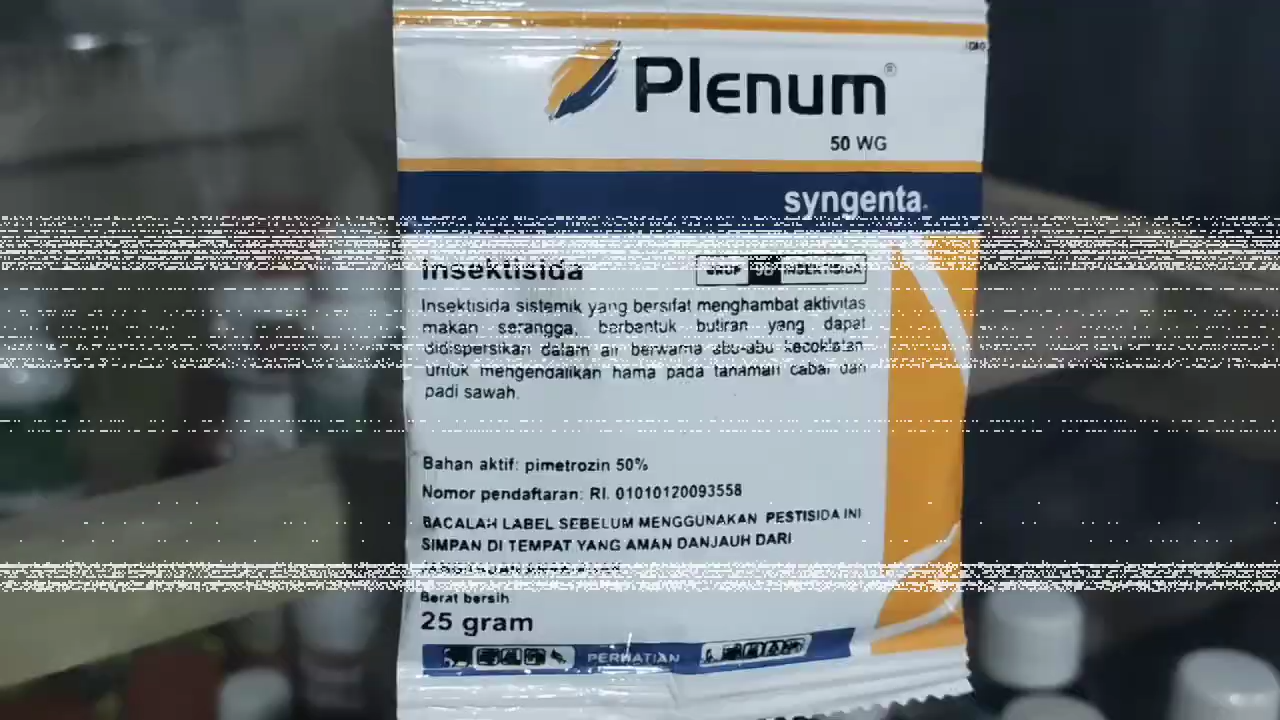 Plenum®
50 WG
syngenta.
Insektisida
Insektisida sistemik yang bersifat menghambat aktivitas
makan serangga, berbentuk butiran yang dapat
didispersikan dalam air berwarna abu-abu kecoklatan
untuk mengendalikan hama pada tanaman cabai dan
padi sawah.
Bahan aktif: pimetrozin 50%
Nomor pendaftaran: RI. 01010120093558
BACALAH LABEL SEBELUM MENGGUNAKAN PESTISIDA INI
SIMPAN DI TEMPAT YANG AMAN DANJAUH DARI
Berat bersih
25 gram
PERHATIAN